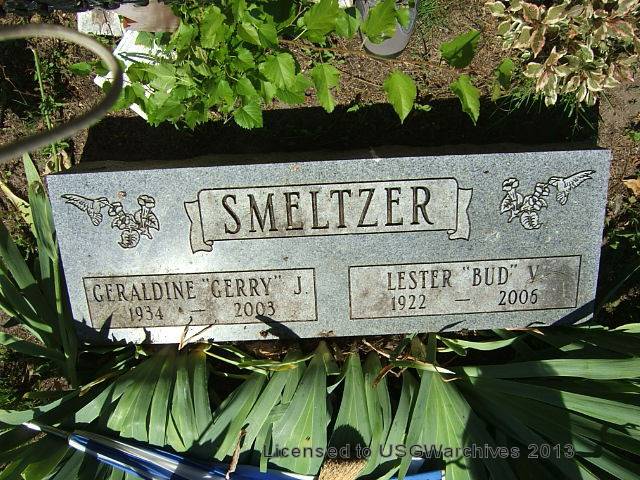 SMELTZER
GERALDINE "GERRY" J.
1934 — 2003
LESTER "BUD" V.
1922 — 2006
Licensed to USGWarchives 2013